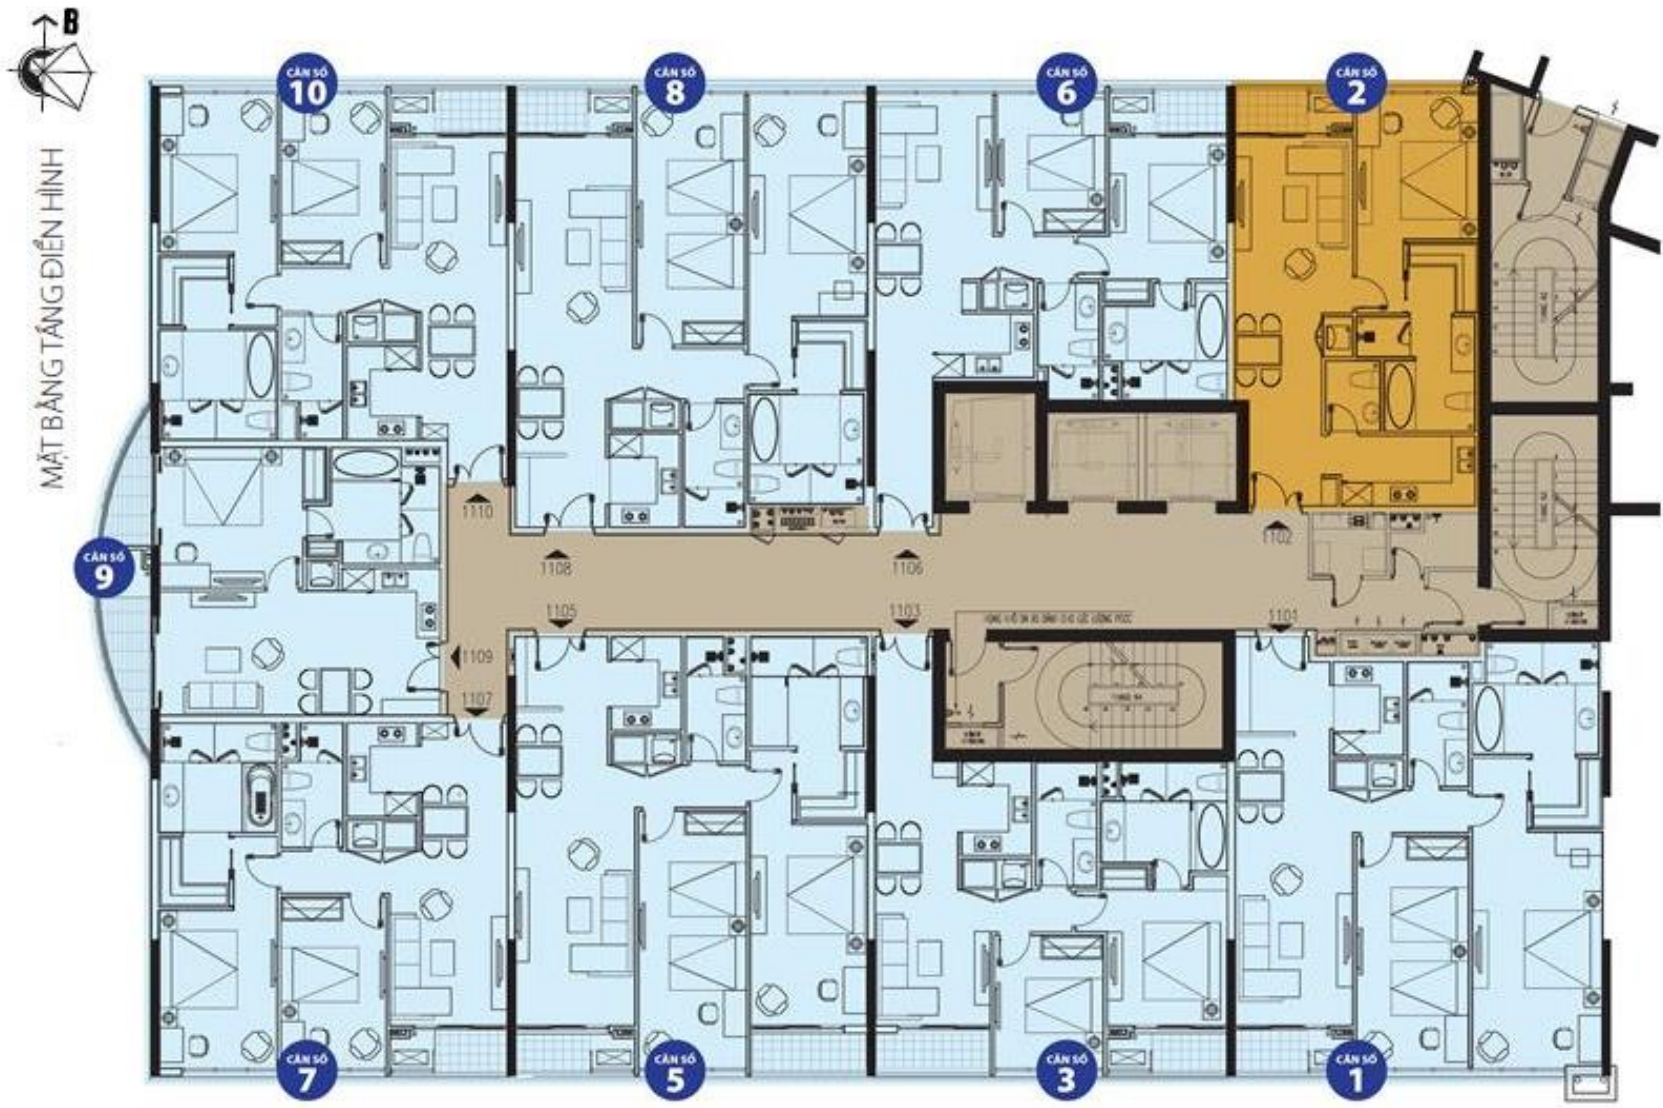 B
MẶT BẰNG TẦNG ĐIỂN HÌNH
CĂN SỐ
10
CĂN SỐ
8
CĂN SỐ
6
CĂN SỐ
2
CĂN SỐ
9
1110
1108
1106
1102
1105
1103
1101
1109
1107
CĂN SỐ
7
CĂN SỐ
5
CĂN SỐ
3
CĂN SỐ
1